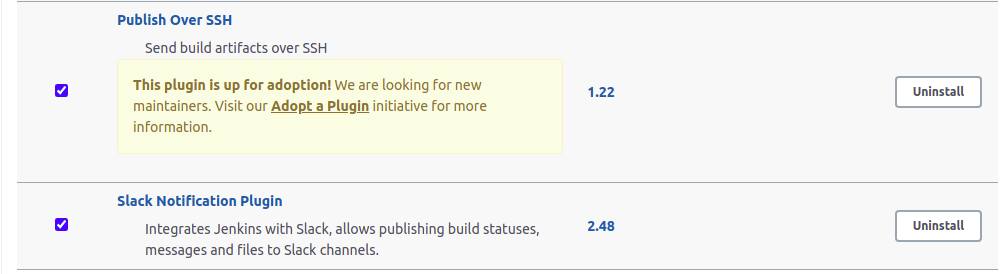 Publish Over SSH
Send build artifacts over SSH
This plugin is up for adoption! We are looking for new
maintainers. Visit our Adopt a Plugin initiative for more
information.
1.22
Uninstall
Slack Notification Plugin
Integrates Jenkins with Slack, allows publishing build statuses,
messages and files to Slack channels.
2.48
Uninstall